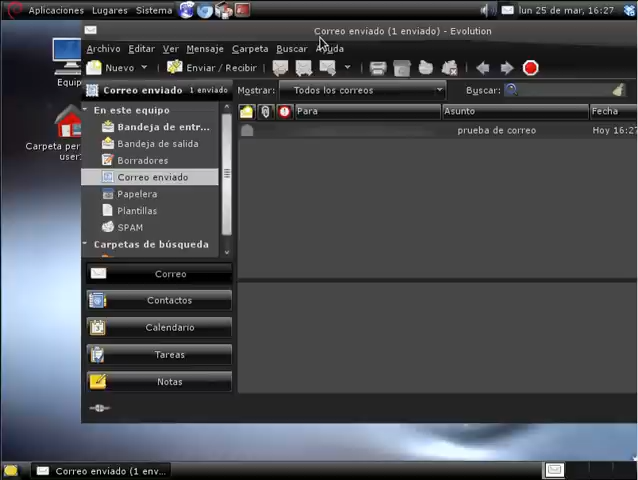 Aplicaciones Lugares Sistema lun 25 de mar, 16:27
Correo enviado (1 enviado) - Evolution
Archivo Editar Ver Mensaje Carpeta Buscar Ayuda
Nuevo Enviar / Recibir
Correo enviado 1 enviado Mostrar: Todos los correos Buscar:
En este equipo Para Asunto Fecha
Bandeja de entr... prueba de correo Hoy 16:27
Bandeja de salida
Borradores
Correo enviado
Papelera
Plantillas
SPAM
Carpetas de búsqueda
Correo
Contactos
Calendario
Tareas
Notas
Equip
Carpeta per
user
Correo enviado (1 env...